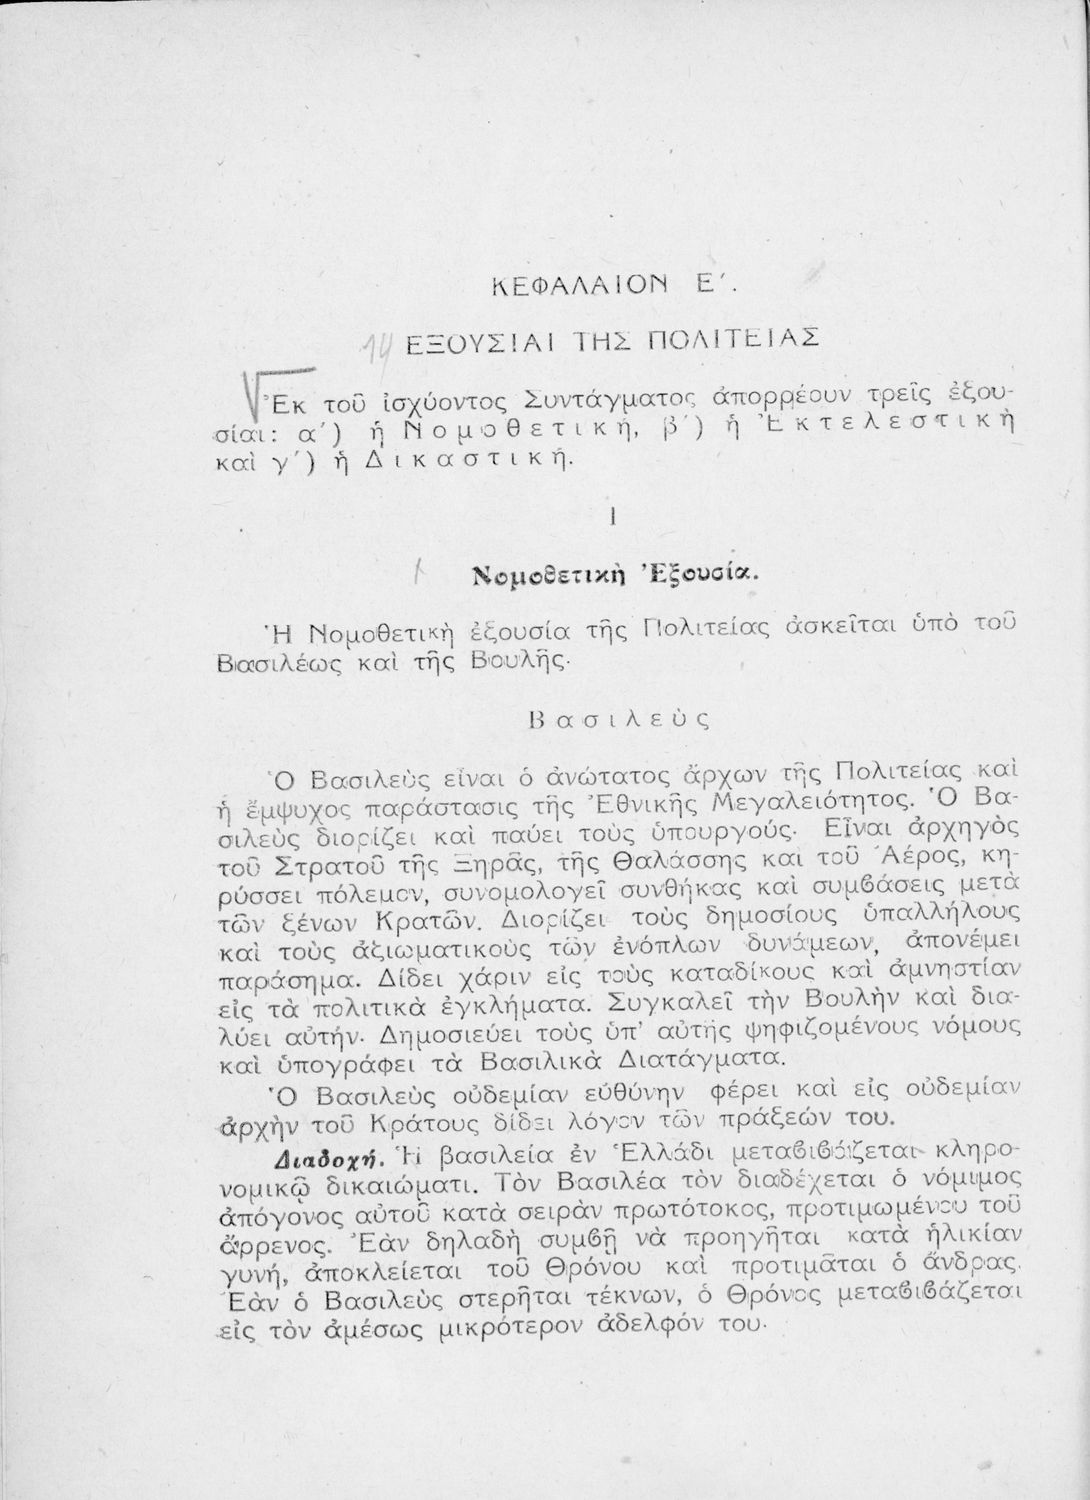 ΚΕΦΑΛΑΙΟΝ Ε΄.
14 ΕΞΟΥΣΙΑΙ ΤΗΣ ΠΟΛΙΤΕΙΑΣ
Ἐκ τοῦ ἰσχύοντος Συντάγματος ἀπορρέουν τρεῖς ἐξου-
σίαι: α΄) ἡ Νομοθετική, β΄) ἡ Ἐκτελεστικὴ
καὶ γ΄) ἡ Δικαστική.
Ι
Νομοθετικὴ Ἐξουσία.
Ἡ Νομοθετικὴ ἐξουσία τῆς Πολιτείας ἀσκεῖται ὑπὸ τοῦ
Βασιλέως καὶ τῆς Βουλῆς.
Βασιλεὺς
Ὁ Βασιλεὺς εἶναι ὁ ἀνώτατος ἄρχων τῆς Πολιτείας καὶ
ἡ ἔμψυχος παράστασις τῆς Ἐθνικῆς Μεγαλειότητος. Ὁ Βα-
σιλεὺς διορίζει καὶ παύει τοὺς ὑπουργούς. Εἶναι ἀρχηγὸς
τοῦ Στρατοῦ τῆς Ξηρᾶς, τῆς Θαλάσσης και τοῦ Ἀέρος, κη-
ρύσσει πόλεμον, συνομολογεῖ συνθήκας καὶ συμβάσεις μετὰ
τῶν ξένων Κρατῶν. Διορίζει τοὺς δημοσίους ὑπαλλήλους
καὶ τοὺς ἀξιωματικοὺς τῶν ἐνόπλων δυνάμεων, ἀπονέμει
παράσημα. Δίδει χάριν εἰς τοὺς καταδίκους καὶ ἀμνηστίαν
εἰς τὰ πολιτικὰ ἐγκλήματα. Συγκαλεῖ τὴν Βουλὴν καὶ δια-
λύει αὐτήν. Δημοσιεύει τοὺς ὑπ' αὐτῆς ψηφιζομένους νόμους
καὶ ὑπογράφει τὰ Βασιλικὰ Διατάγματα.
Ὁ Βασιλεὺς οὐδεμίαν εὐθύνην φέρει καὶ εἰς οὐδεμίαν
ἀρχὴν τοῦ Κράτους δίδει λόγον τῶν πράξεών του.
Διαδοχή. Ἡ βασιλεία ἐν Ἑλλάδι μεταβιβάζεται κληρο-
νομικῷ δικαιώματι. Τὸν Βασιλέα τὸν διαδέχεται ὁ νόμιμος
ἀπόγονος αὐτοῦ κατὰ σειρὰν πρωτότοκος, προτιμωμένου τοῦ
ἄρρενος. Ἐὰν δηλαδὴ συμβῇ νὰ προηγῆται κατὰ ἡλικίαν
γυνή, ἀποκλείεται τοῦ Θρόνου καὶ προτιμᾶται ὁ ἄνδρας.
Ἐὰν ὁ Βασιλεὺς στερῆται τέκνων, ὁ Θρόνος μεταβιβάζεται
εἰς τὸν ἀμέσως μικρότερον ἀδελφόν του.